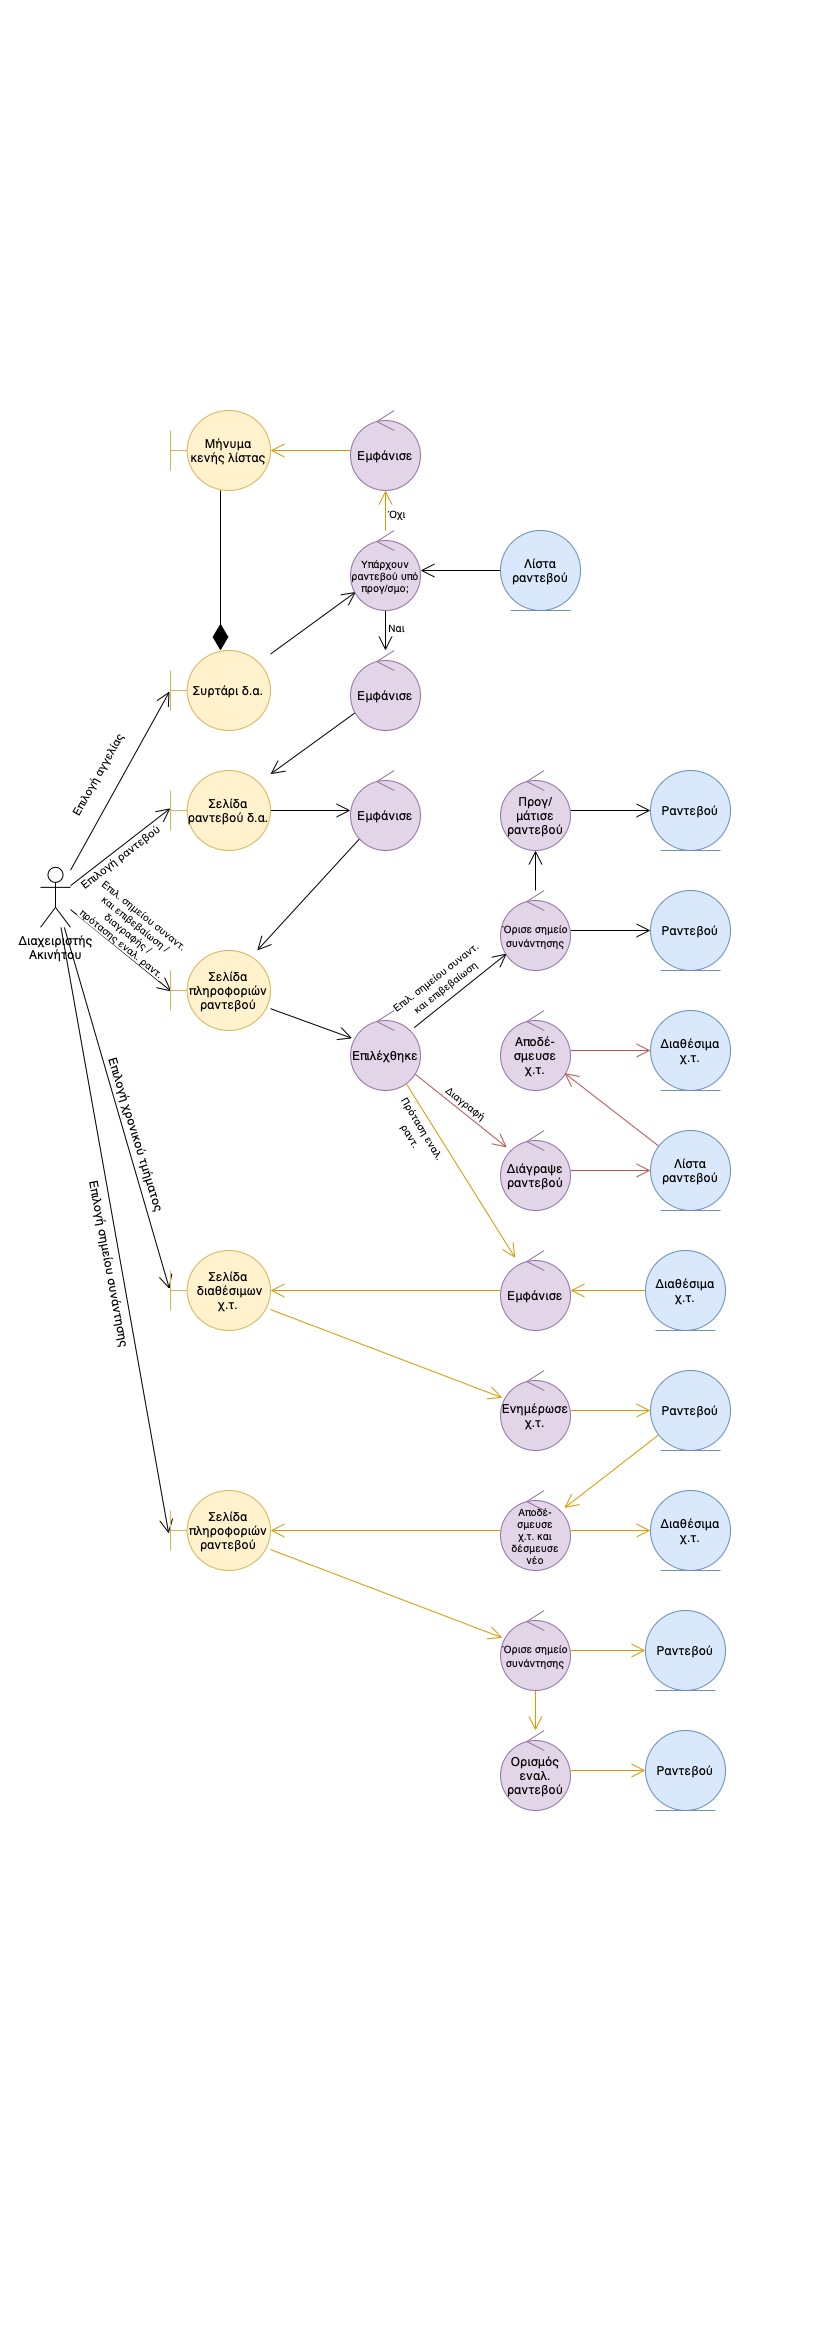 Μήνυμα
κενής λίστας
Εμφάνισε
Όχι
Υπάρχουν
ραντεβού υπό
προγ/σμο;
Λίστα
ραντεβού
Ναι
Συρτάρι δ.α.
Εμφάνισε
Επιλογή αγγελίας
Σελίδα
ραντεβού δ.α.
Εμφάνισε
Προγ/
μάτισε
ραντεβού
Ραντεβού
Επιλογή ραντεβού
Διαχειριστής
Ακινήτου
Επιλ. σημείου συναντ.
και επιβεβαίωση /
διαγραφής /
πρότασης εναλ. ραντ.
Όρισε σημείο
συνάντησης
Ραντεβού
Σελίδα
πληροφοριών
ραντεβού
Επιλ. σημείου συναντ.
και επιβεβαίωση
Επιλέχθηκε
Αποδέ-
σμευσε
χ.τ.
Διαθέσιμα
χ.τ.
Διαγραφή
Πρόταση εναλ.
ραντ.
Διάγραψε
ραντεβού
Λίστα
ραντεβού
Επιλογή χρονικού τμήματος
Επιλογή σημείου συνάντησης
Σελίδα
διαθέσιμων
χ.τ.
Εμφάνισε
Διαθέσιμα
χ.τ.
Ενημέρωσε
χ.τ.
Ραντεβού
Σελίδα
πληροφοριών
ραντεβού
Αποδέ-
σμευσε
χ.τ. και
δέσμευσε
νέο
Διαθέσιμα
χ.τ.
Όρισε σημείο
συνάντησης
Ραντεβού
Ορισμός
εναλ.
ραντεβού
Ραντεβού